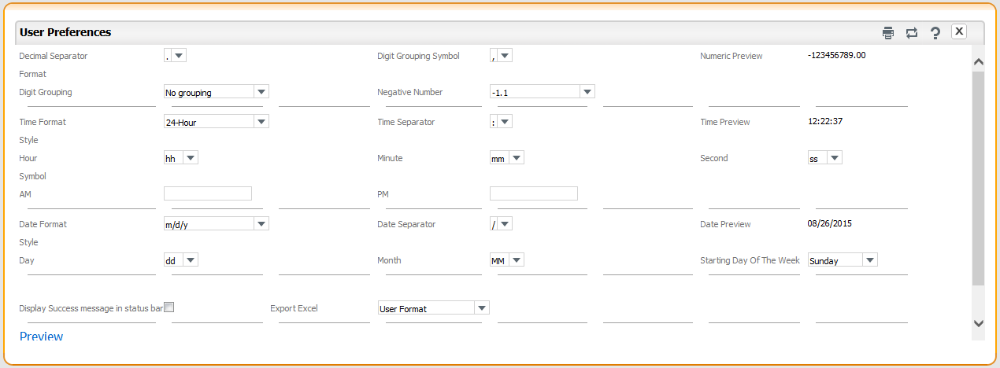 User Preferences ? X
Decimal Separator . Digit Grouping Symbol , Numeric Preview -123456789.00
Format
Digit Grouping No grouping Negative Number -1.1
Time Format 24-Hour Time Separator : Time Preview 12:22:37
Style
Hour hh Minute mm Second ss
Symbol
AM PM
Date Format m/d/y Date Separator / Date Preview 08/26/2015
Style
Day dd Month MM Starting Day Of The Week Sunday
Display Success message in status bar Export Excel User Format
Preview